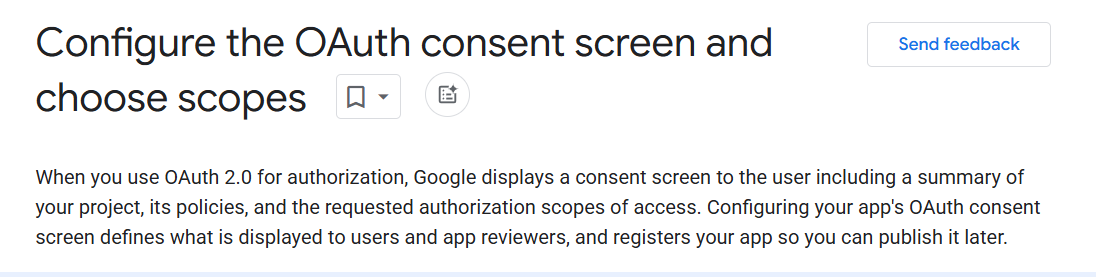 Configure the OAuth consent screen and
choose scopes
Send feedback
When you use OAuth 2.0 for authorization, Google displays a consent screen to the user including a summary of
your project, its policies, and the requested authorization scopes of access. Configuring your app's OAuth consent
screen defines what is displayed to users and app reviewers, and registers your app so you can publish it later.